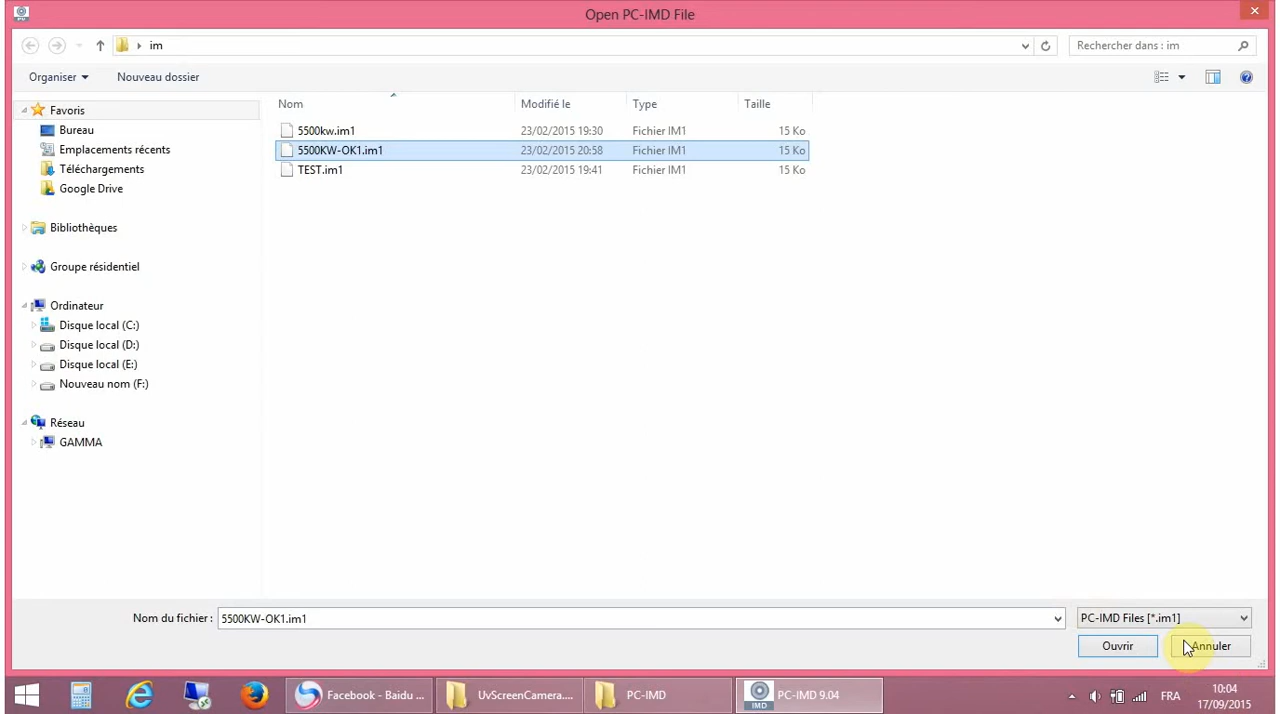 Open PC-IMD File
im
Rechercher dans : im
Organiser
Nouveau dossier
Nom
Modifié le
Type
Taille
Favoris
Bureau
Emplacements récents
Téléchargements
Google Drive
Bibliothèques
Groupe résidentiel
Ordinateur
Disque local (C:)
Disque local (D:)
Disque local (E:)
Nouveau nom (F:)
Réseau
GAMMA
5500kw.im1 23/02/2015 19:30 Fichier IM1 15 Ko
5500KW-OK1.im1 23/02/2015 20:58 Fichier IM1 15 Ko
TEST.im1 23/02/2015 19:41 Fichier IM1 15 Ko
Nom du fichier : 5500KW-OK1.im1
PC-IMD Files [*.im1]
Ouvrir
Annuler
Facebook - Baidu ...
UvScreenCamera....
PC-IMD
IMD
PC-IMD 9.04
FRA
10:04
17/09/2015